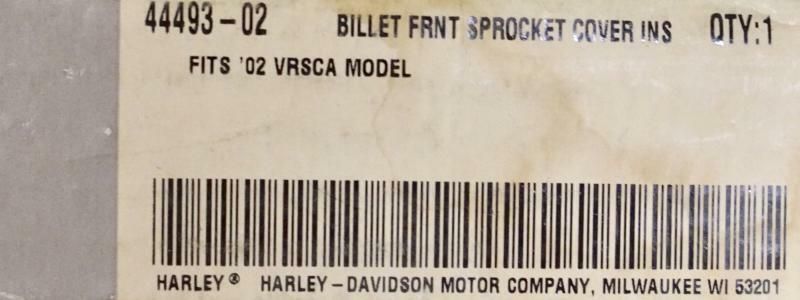 44493-02 BILLET FRNT SPROCKET COVER INS QTY:1
FITS '02 VRSCA MODEL
HARLEY® HARLEY-DAVIDSON MOTOR COMPANY, MILWAUKEE WI 53201